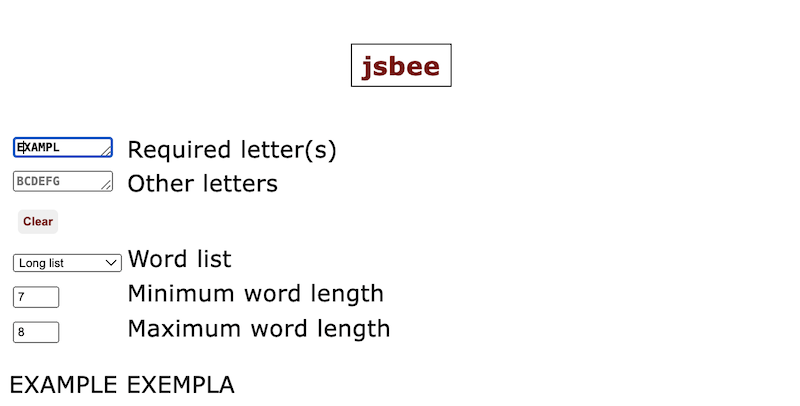 jsbee
EXAMPL Required letter(s)
BCDEFG Other letters
Clear
Long list Word list
7 Minimum word length
8 Maximum word length
EXAMPLE EXEMPLA